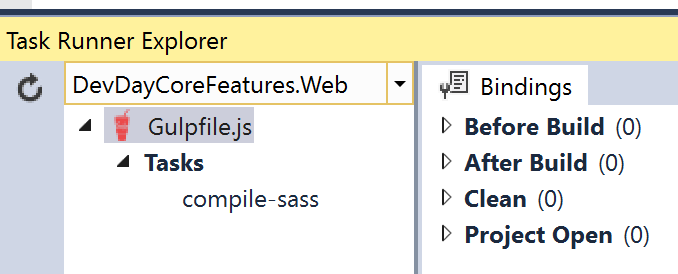 Task Runner Explorer
DevDayCoreFeatures.Web
Gulpfile.js
Tasks
compile-sass
Bindings
Before Build (0)
After Build (0)
Clean (0)
Project Open (0)